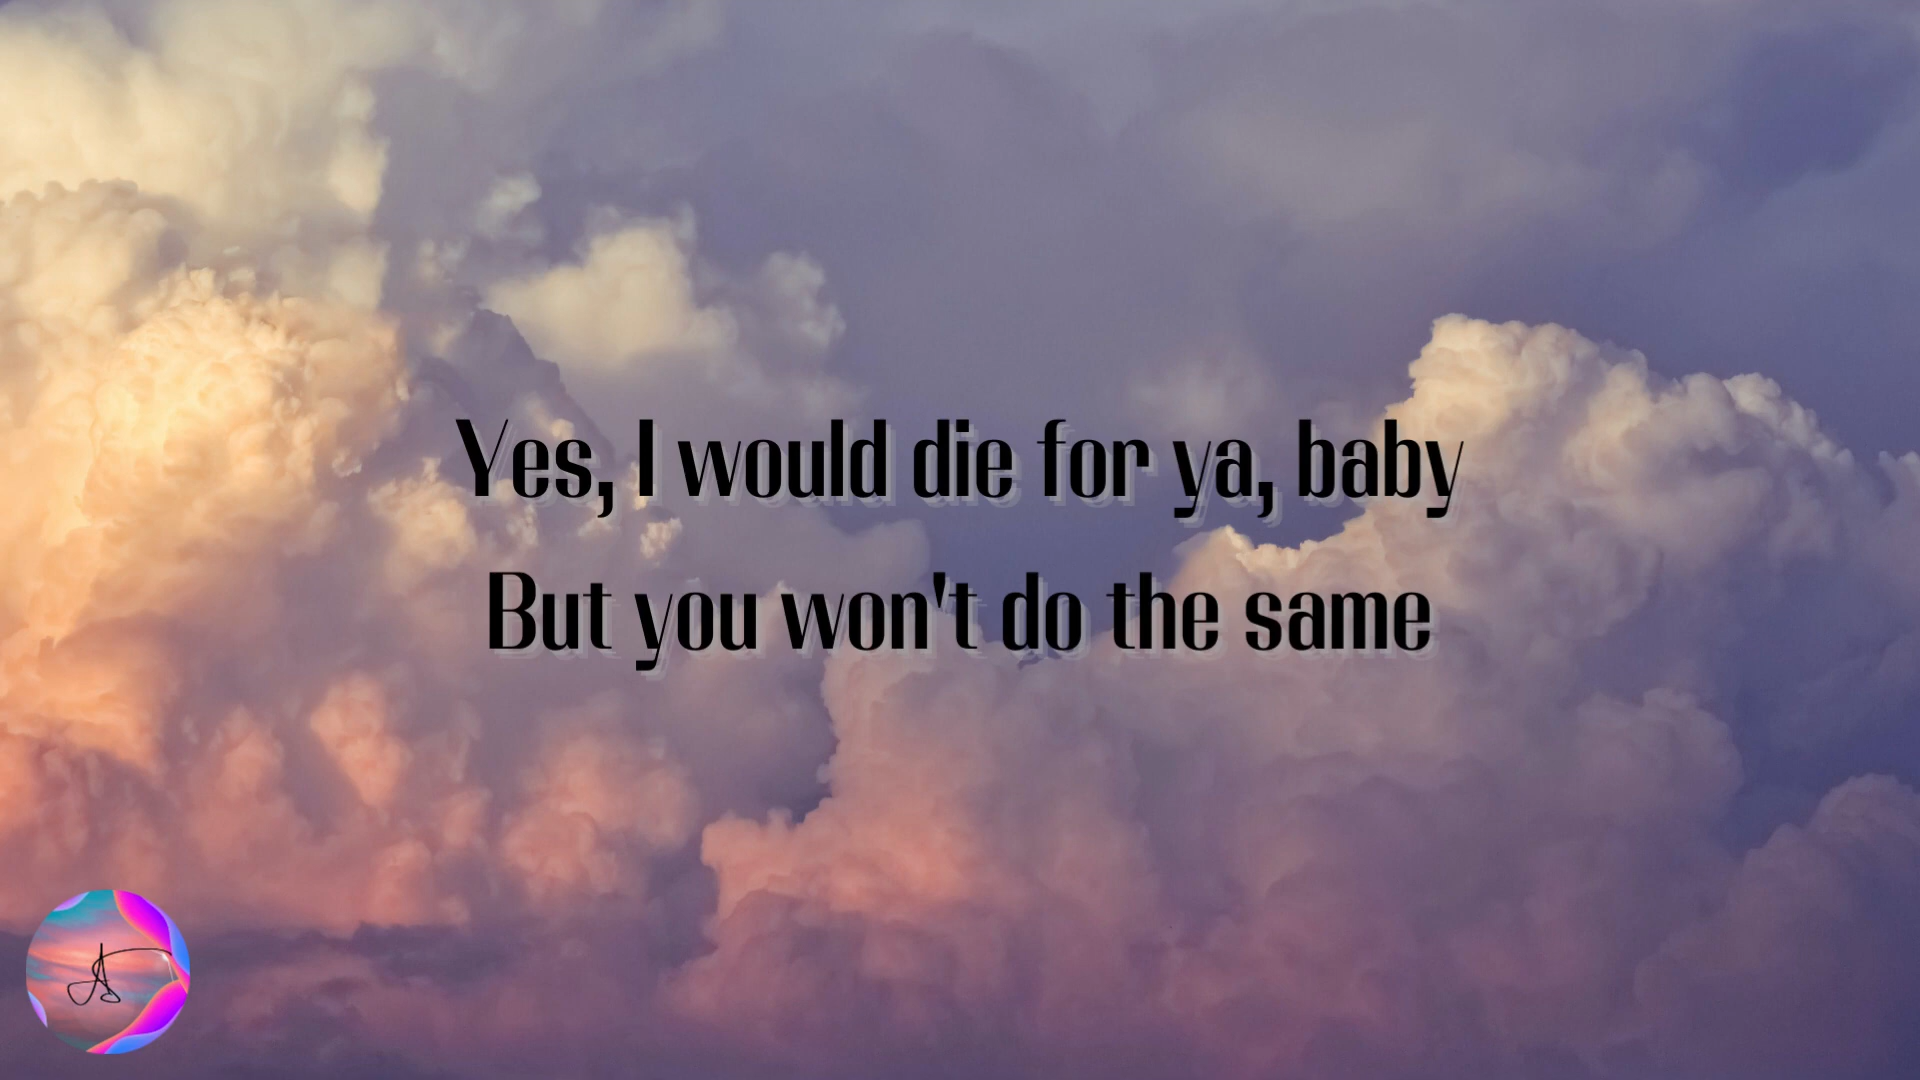 Yes, I would die for ya, baby
But you won't do the same